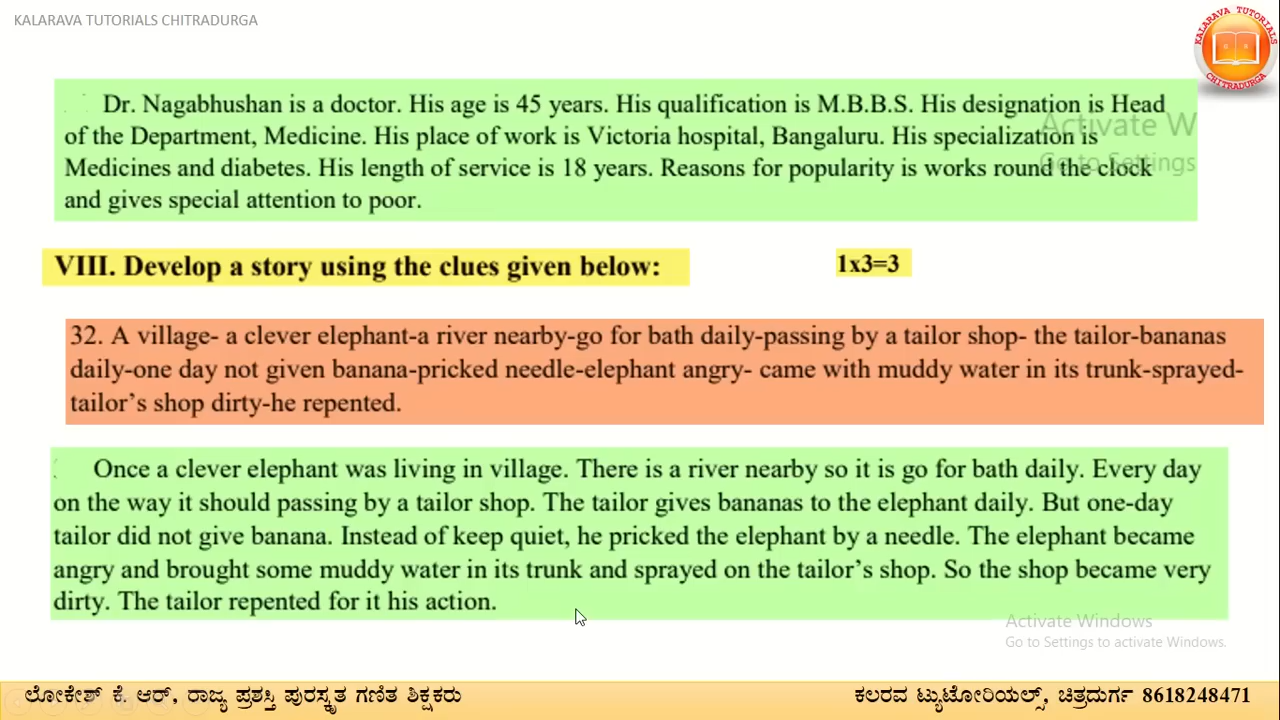 KALARAVA TUTORIALS CHITRADURGA
KALARAVA TUTORIALS
CHITRADURGA
Dr. Nagabhushan is a doctor. His age is 45 years. His qualification is M.B.B.S. His designation is Head
of the Department, Medicine. His place of work is Victoria hospital, Bangaluru. His specialization is
Medicines and diabetes. His length of service is 18 years. Reasons for popularity is works round the clock
and gives special attention to poor.
Activate W
Go to Settings
VIII. Develop a story using the clues given below:
1x3=3
32. A village- a clever elephant-a river nearby-go for bath daily-passing by a tailor shop- the tailor-bananas
daily-one day not given banana-pricked needle-elephant angry- came with muddy water in its trunk-sprayed-
tailor's shop dirty-he repented.
Once a clever elephant was living in village. There is a river nearby so it is go for bath daily. Every day
on the way it should passing by a tailor shop. The tailor gives bananas to the elephant daily. But one-day
tailor did not give banana. Instead of keep quiet, he pricked the elephant by a needle. The elephant became
angry and brought some muddy water in its trunk and sprayed on the tailor's shop. So the shop became very
dirty. The tailor repented for it his action.
Activate Windows
Go to Settings to activate Windows.
ಲೋಕೇಶ್ ಕೆ. ಆರ್, ರಾಜ್ಯ ಪ್ರಶಸ್ತಿ ಪುರಸ್ಕೃತ ಗಣಿತ ಶಿಕ್ಷಕರು
ಕಲರವ ಟ್ಯುಟೋರಿಯಲ್ಸ್, ಚಿತ್ರದುರ್ಗ 8618248471